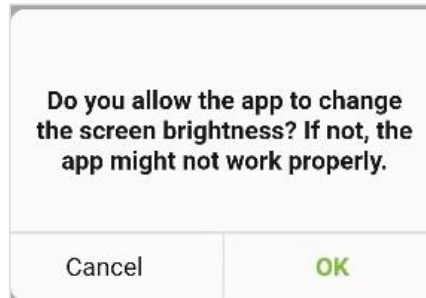 Do you allow the app to change
the screen brightness? If not, the
app might not work properly.
Cancel
OK